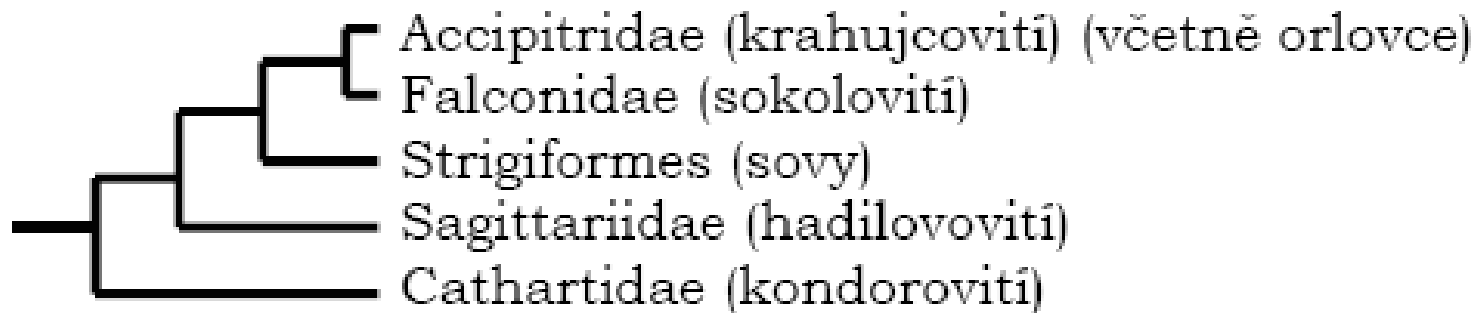 Accipitridae (krahujcovití) (včetně orlovce)
Falconidae (sokolovití)
Strigiformes (sovy)
Sagittariidae (hadilovovití)
Cathartidae (kondorovití)